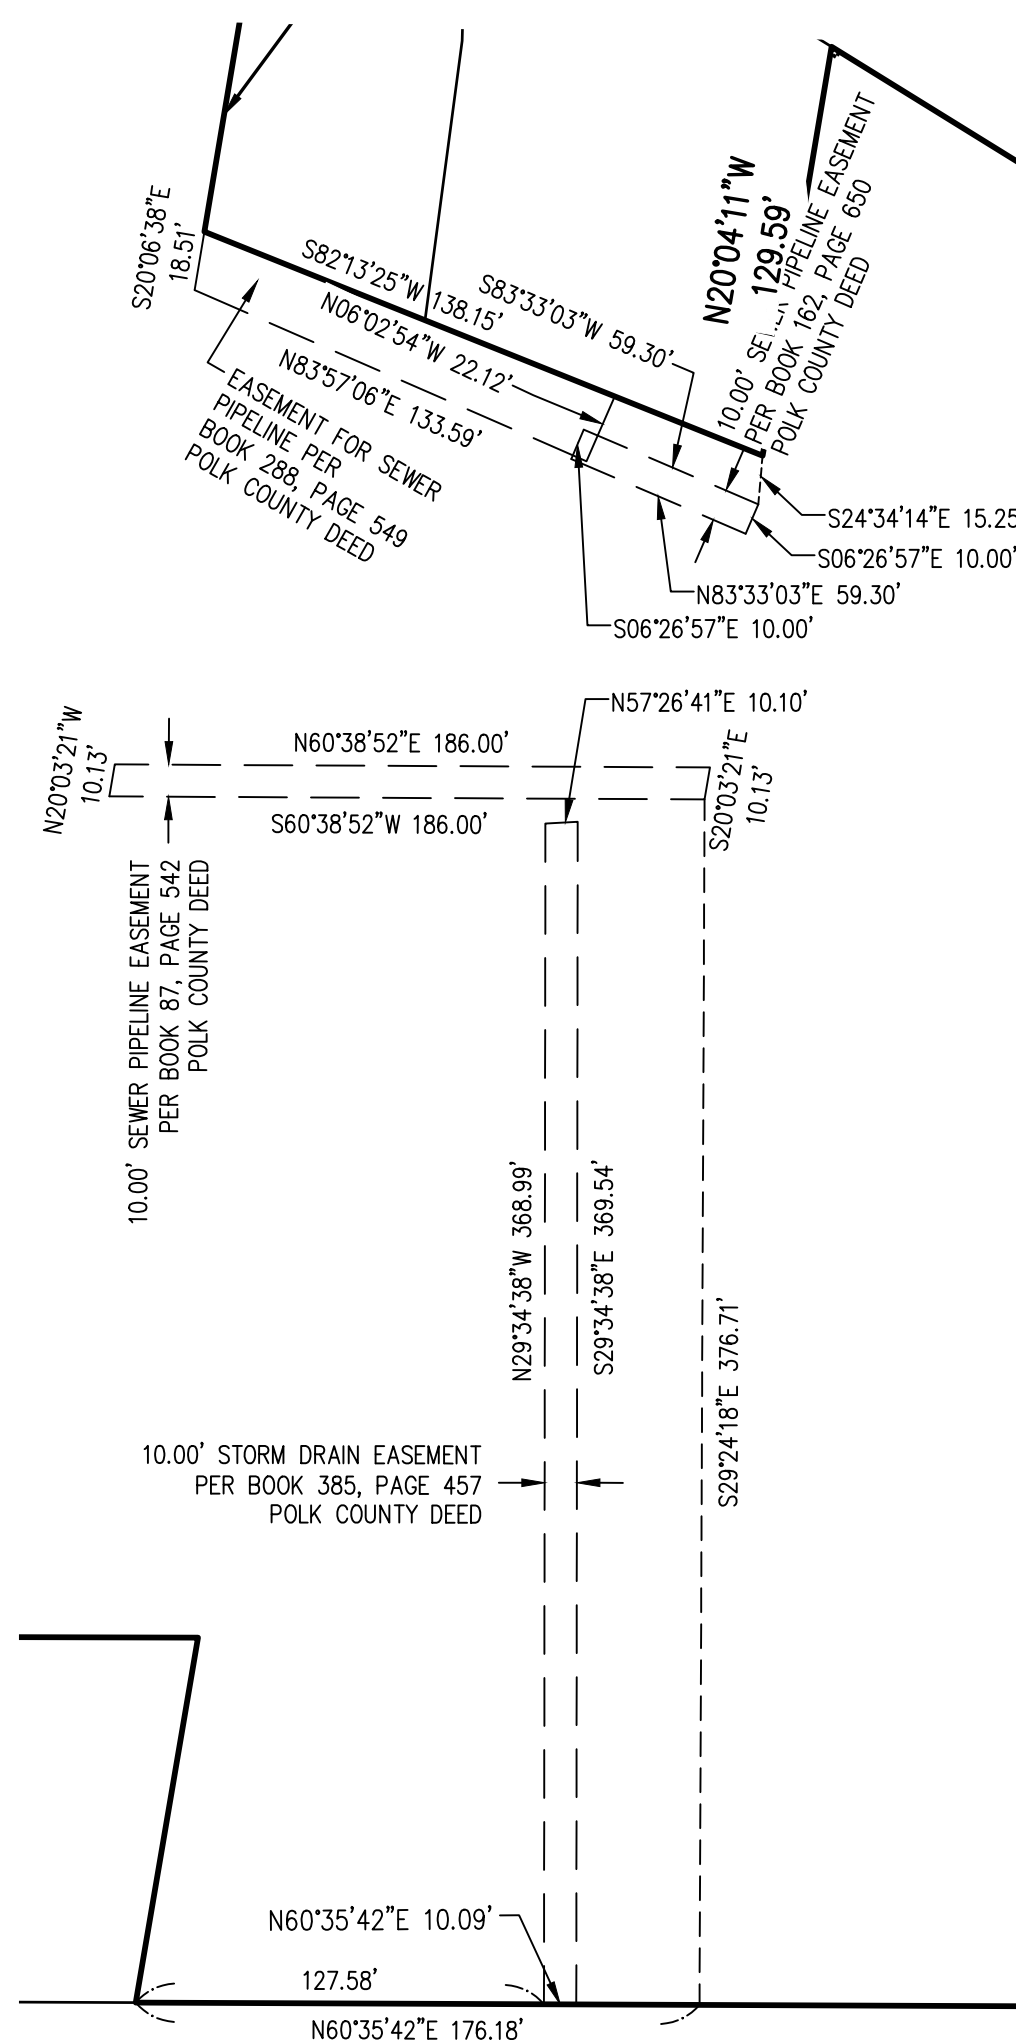 S20°06'38"E
18.51'
S82°13'25"W 138.15'
N06°02'54"W 22.12'
N83°57'06"E 133.59'
S83°33'03"W 59.30'
N20°04'11"W
129.59'
10.00' SEWER PIPELINE EASEMENT
PER BOOK 162, PAGE 650
POLK COUNTY DEED
EASEMENT FOR SEWER
PIPELINE PER
BOOK 288, PAGE 549
POLK COUNTY DEED
S24°34'14"E 15.25
S06°26'57"E 10.00'
N83°33'03"E 59.30'
S06°26'57"E 10.00'
N57°26'41"E 10.10'
N20°03'21"W
10.13'
N60°38'52"E 186.00'
S60°38'52"W 186.00'
S20°03'21"E
10.13'
10.00' SEWER PIPELINE EASEMENT
PER BOOK 87, PAGE 542
POLK COUNTY DEED
N29°34'38"W 368.99'
S29°34'38"E 369.54'
S29°24'18"E 376.71'
10.00' STORM DRAIN EASEMENT
PER BOOK 385, PAGE 457
POLK COUNTY DEED
N60°35'42"E 10.09'
127.58'
N60°35'42"E 176.18'